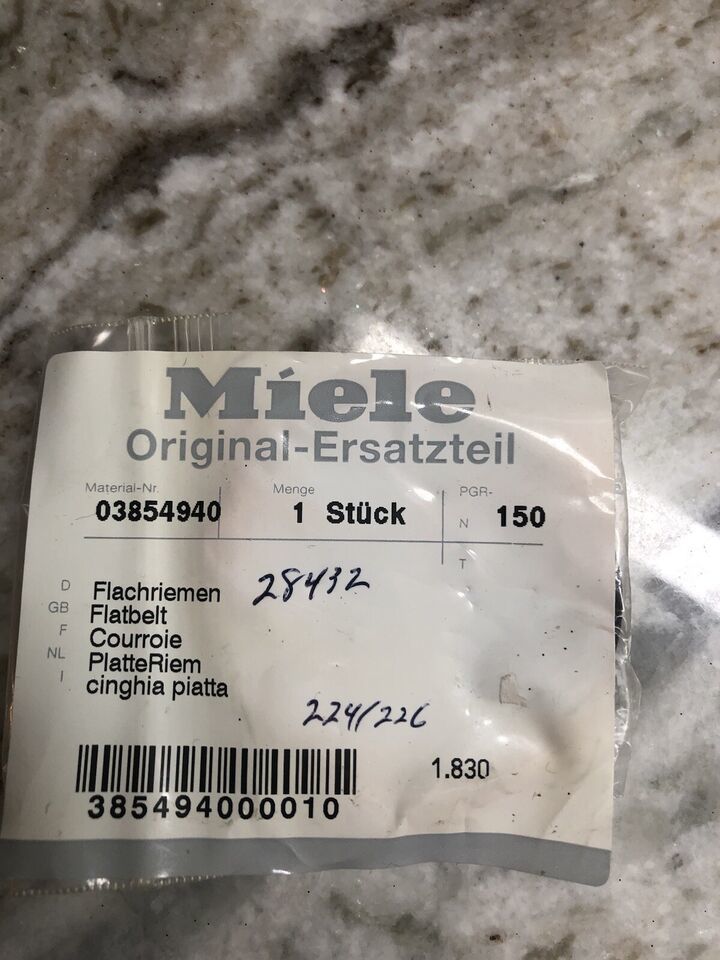 Miele
Original-Ersatzteil
Material-Nr. Menge PGR-
03854940 1 Stück N 150
T
D Flachriemen 28432
GB Flatbelt
F Courroie
NL PlatteRiem
I cinghia piatta
224/226
1.830
385494000010